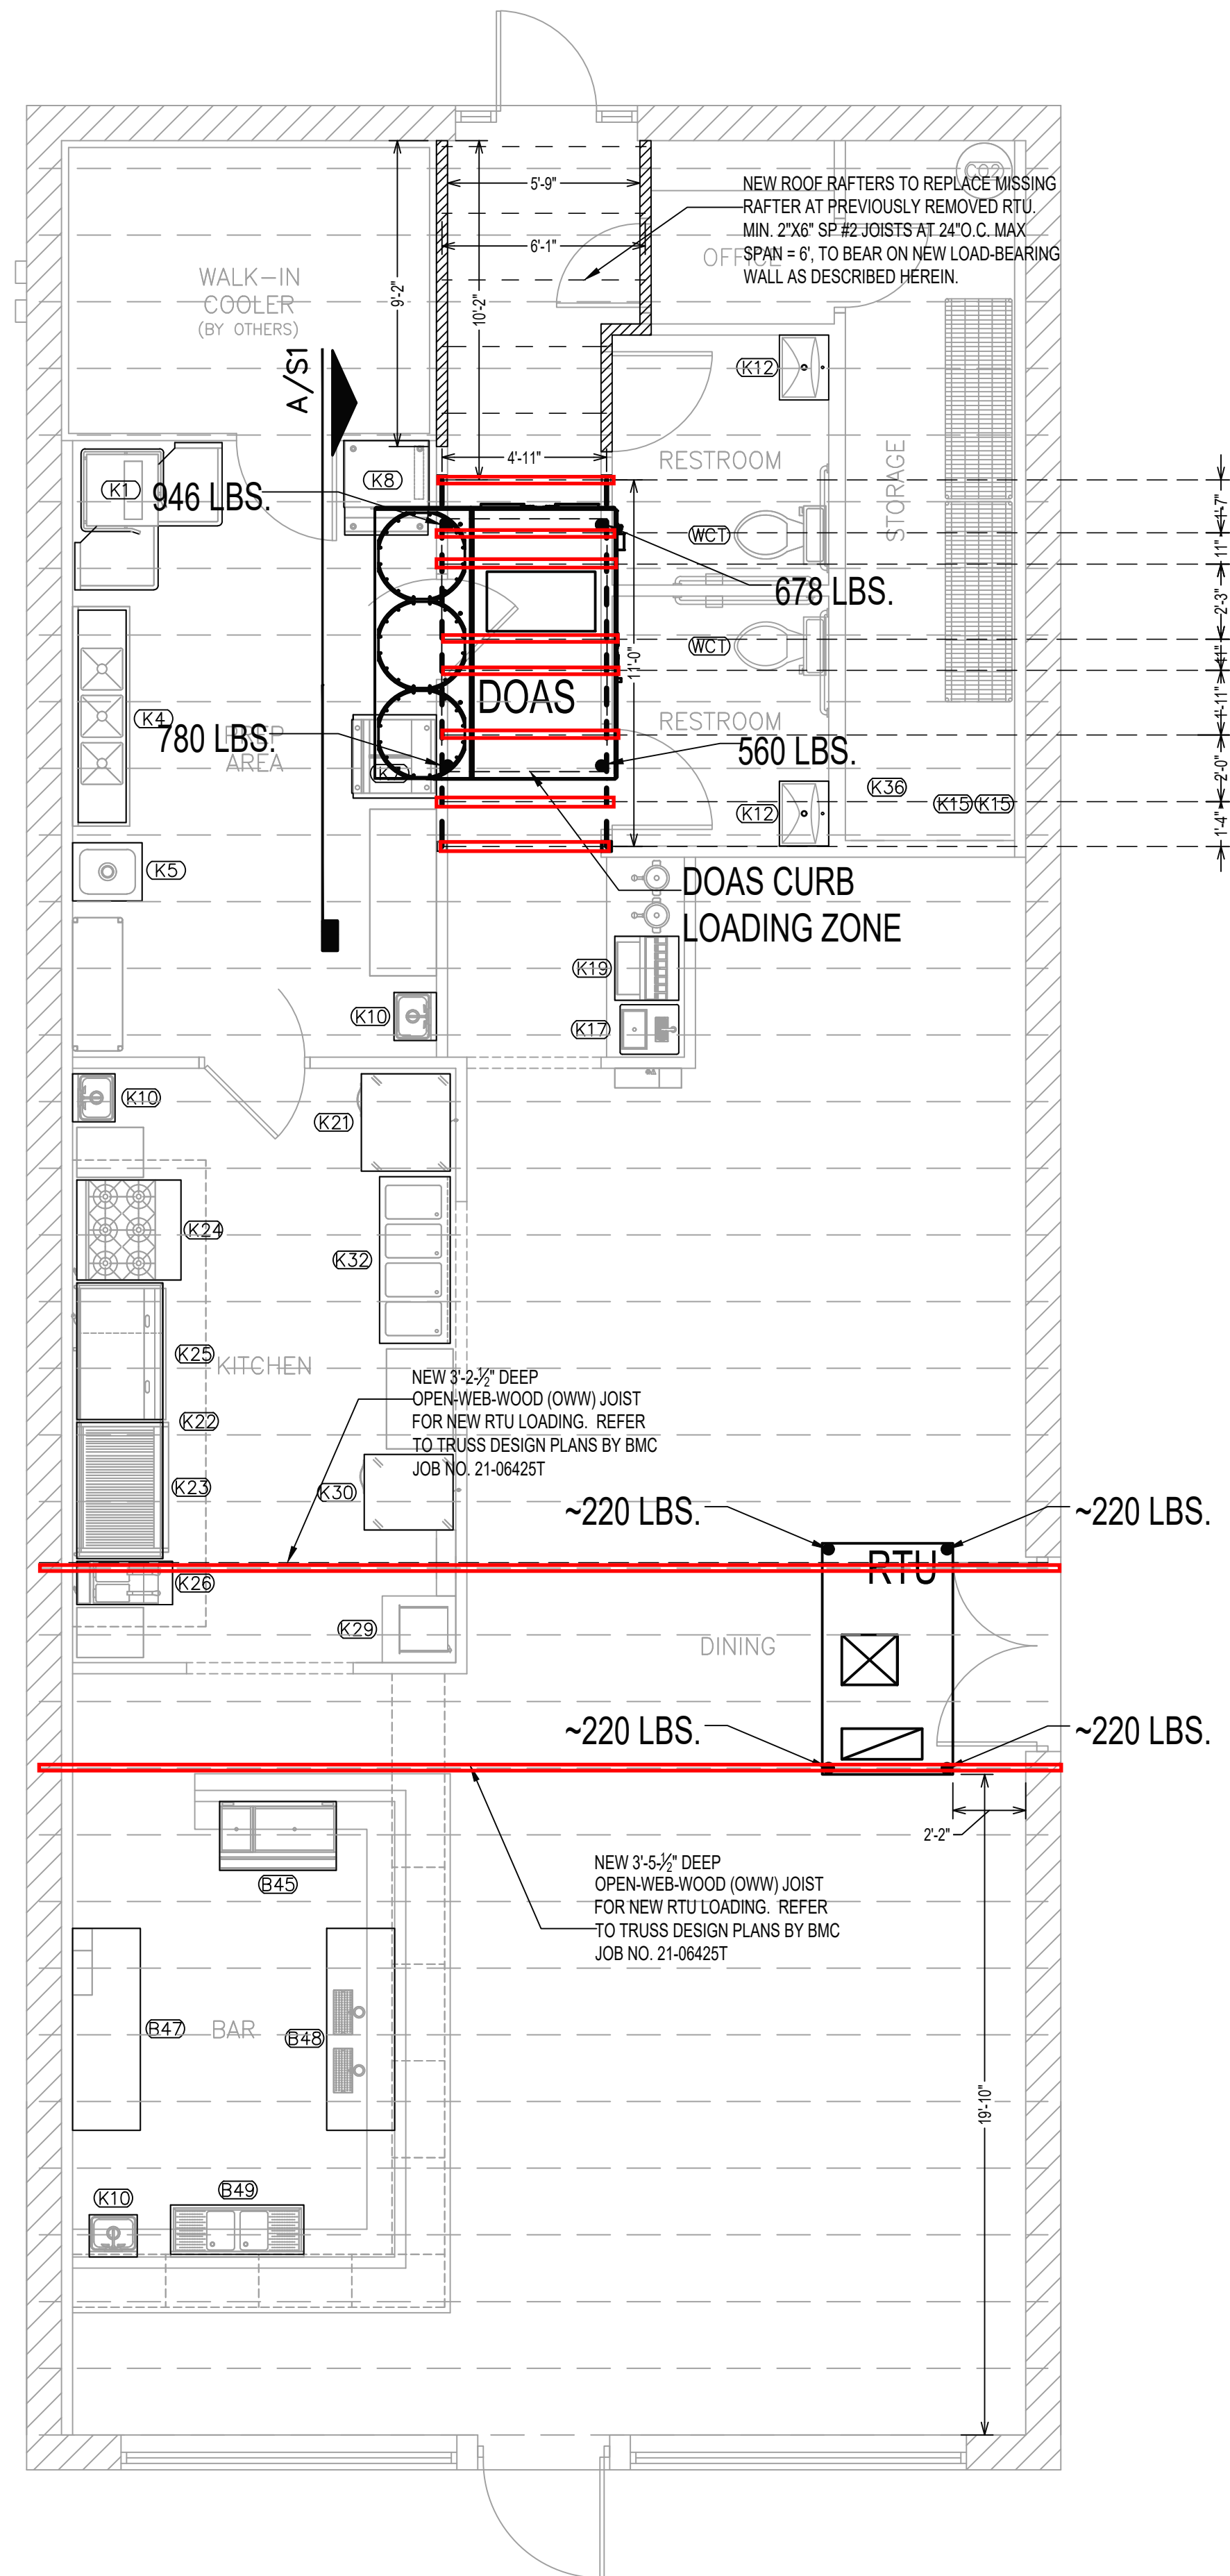 CO2
NEW ROOF RAFTERS TO REPLACE MISSING
RAFTER AT PREVIOUSLY REMOVED RTU.
MIN. 2"X6" SP #2 JOISTS AT 24"O.C. MAX
SPAN = 6', TO BEAR ON NEW LOAD-BEARING
WALL AS DESCRIBED HEREIN.
OFFICE
5'-9"
6'-1"
9'-2"
10'-2"
WALK-IN
COOLER
(BY OTHERS)
A/S1
K12
4'-11"
RESTROOM
STORAGE
K1
946 LBS.
K8
WCT
678 LBS.
1'-7"
11"
2'-3"
11"
1'-11"
2'-0"
1'-4"
WCT
11'-0"
DOAS
K4
PREP
AREA
780 LBS.
RESTROOM
560 LBS.
K36
K15
K15
K12
K5
DOAS CURB
LOADING ZONE
K19
K10
K17
K10
K21
K24
K32
K25
KITCHEN
NEW 3'-2-½" DEEP
OPEN-WEB-WOOD (OWW) JOIST
FOR NEW RTU LOADING. REFER
TO TRUSS DESIGN PLANS BY BMC
JOB NO. 21-06425T
K22
K23
K30
~220 LBS.
~220 LBS.
RTU
K26
K29
DINING
~220 LBS.
~220 LBS.
2'-2"
NEW 3'-5-½" DEEP
OPEN-WEB-WOOD (OWW) JOIST
FOR NEW RTU LOADING. REFER
TO TRUSS DESIGN PLANS BY BMC
JOB NO. 21-06425T
B45
B47
BAR
B48
19'-10"
K10
B49